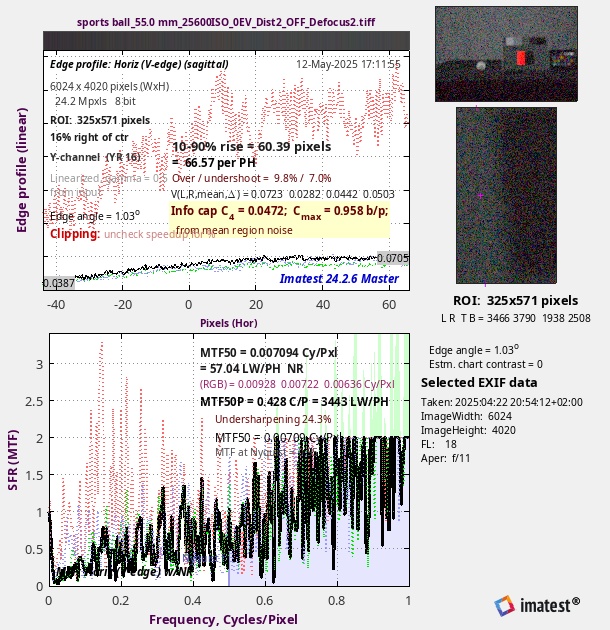 sports ball_55.0 mm_25600ISO_0EV_Dist2_OFF_Defocus2.tiff
Edge profile: Horiz (V-edge) (sagittal)
12-May-2025 17:11:55
6024 x 4020 pixels (WxH)
24.2 Mpxls 8bit
ROI: 325x571 pixels
16% right of ctr
Y-channel (YR 16)
from input
Edge angle = 1.03°
Clipping: uncheck speedup for %
10-90% rise = 60.39 pixels
= 66.57 per PH
Over / undershoot = 9.8% / 7.0%
V(L,R,mean,Δ) = 0.0723 0.0282 0.0442 0.0503
Info cap C4 = 0.0472; Cmax = 0.958 b/p;
from mean region noise
0.0387
0.0705
Imatest 24.2.6 Master
Edge profile (linear)
-40 -20 0 20 40 60
Pixels (Hor)
MTF50 = 0.007094 Cy/Pxl
= 57.04 LW/PH NR
(RGB) = 0.00928 0.00722 0.00636 Cy/Pxl
MTF50P = 0.428 C/P = 3443 LW/PH
Undersharpening 24.3%
MTF50 = 0.00709 Cy/P
MTF at Nyquist =
SFR (MTF)
3
2.5
2
1.5
1
0.5
0
0 0.2 0.4 0.6 0.8 1
Frequency, Cycles/Pixel
ROI: 325x571 pixels
L R T B = 3466 3790 1938 2508
Edge angle = 1.03°
Estm. chart contrast = 0
Selected EXIF data
Taken: 2025:04:22 20:54:12+02:00
ImageWidth: 6024
ImageHeight: 4020
FL: 18
Aper: f/11
imatest®